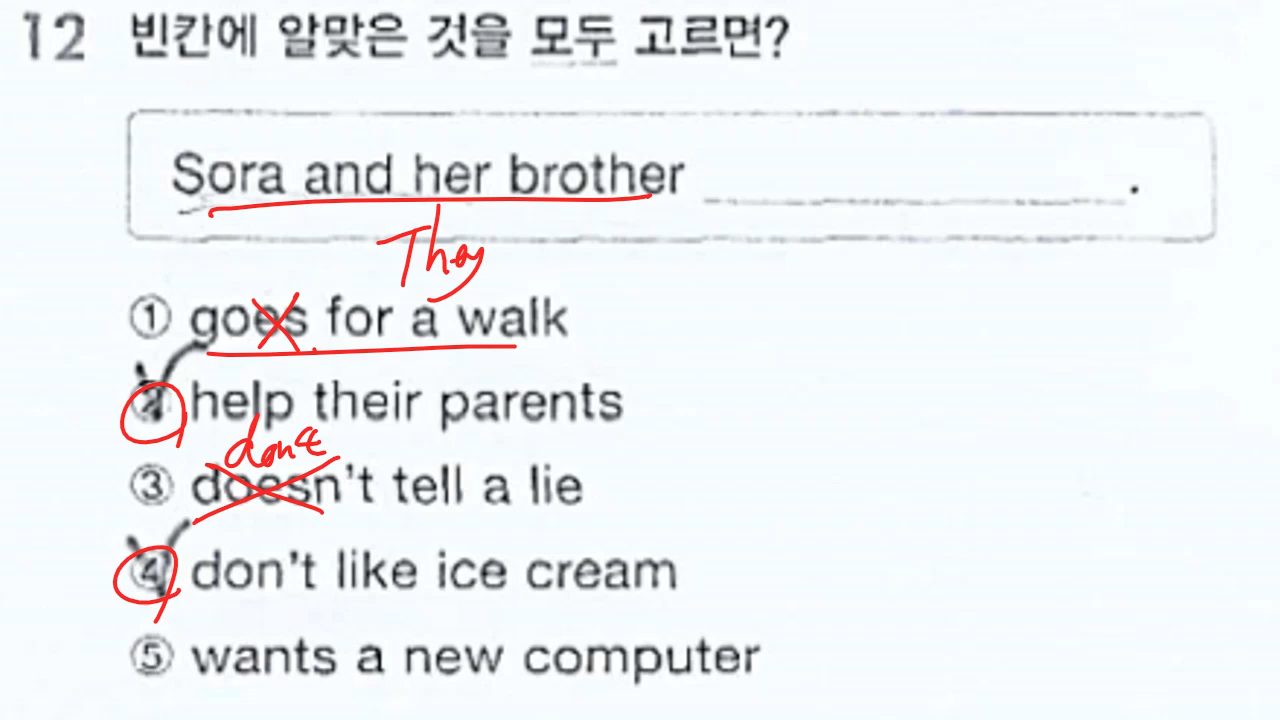 12 빈칸에 알맞은 것을 모두 고르면?
Sora and her brother ______________.
They
① goes for a walk
② help their parents
don't
③ doesn't tell a lie
④ don't like ice cream
⑤ wants a new computer